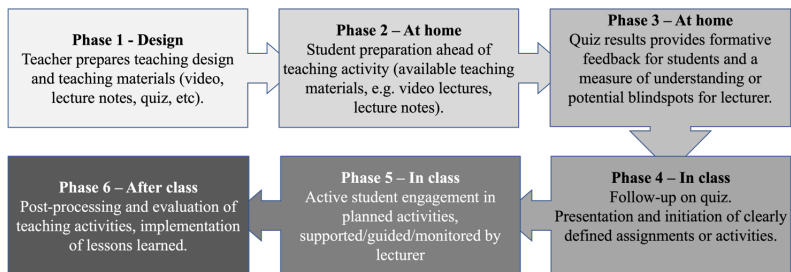 Phase 1 - Design
Teacher prepares teaching design
and teaching materials (video,
lecture notes, quiz, etc).
Phase 2 – At home
Student preparation ahead of
teaching activity (available teaching
materials, e.g. video lectures,
lecture notes).
Phase 3 – At home
Quiz results provides formative
feedback for students and a
measure of understanding or
potential blindspots for lecturer.
Phase 4 – In class
Follow-up on quiz.
Presentation and initiation of clearly
defined assignments or activities.
Phase 5 – In class
Active student engagement in
planned activities,
supported/guided/monitored by
lecturer
Phase 6 – After class
Post-processing and evaluation of
teaching activities, implementation
of lessons learned.